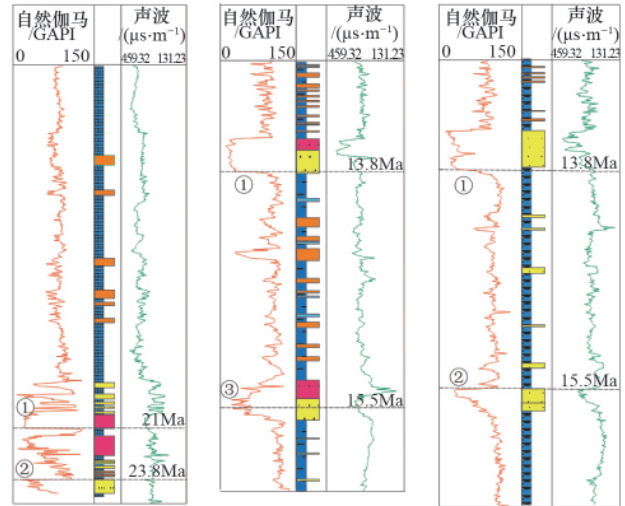 自然伽马
/GAPI
0 150
声波
/(μs·m⁻¹)
459.32 131.23
①
21Ma
②
23.8Ma
自然伽马
/GAPI
0 150
声波
/(μs·m⁻¹)
459.32 131.23
13.8Ma
①
③
15.5Ma
自然伽马
/GAPI
0 150
声波
/(μs·m⁻¹)
459.32 131.23
13.8Ma
①
②
15.5Ma